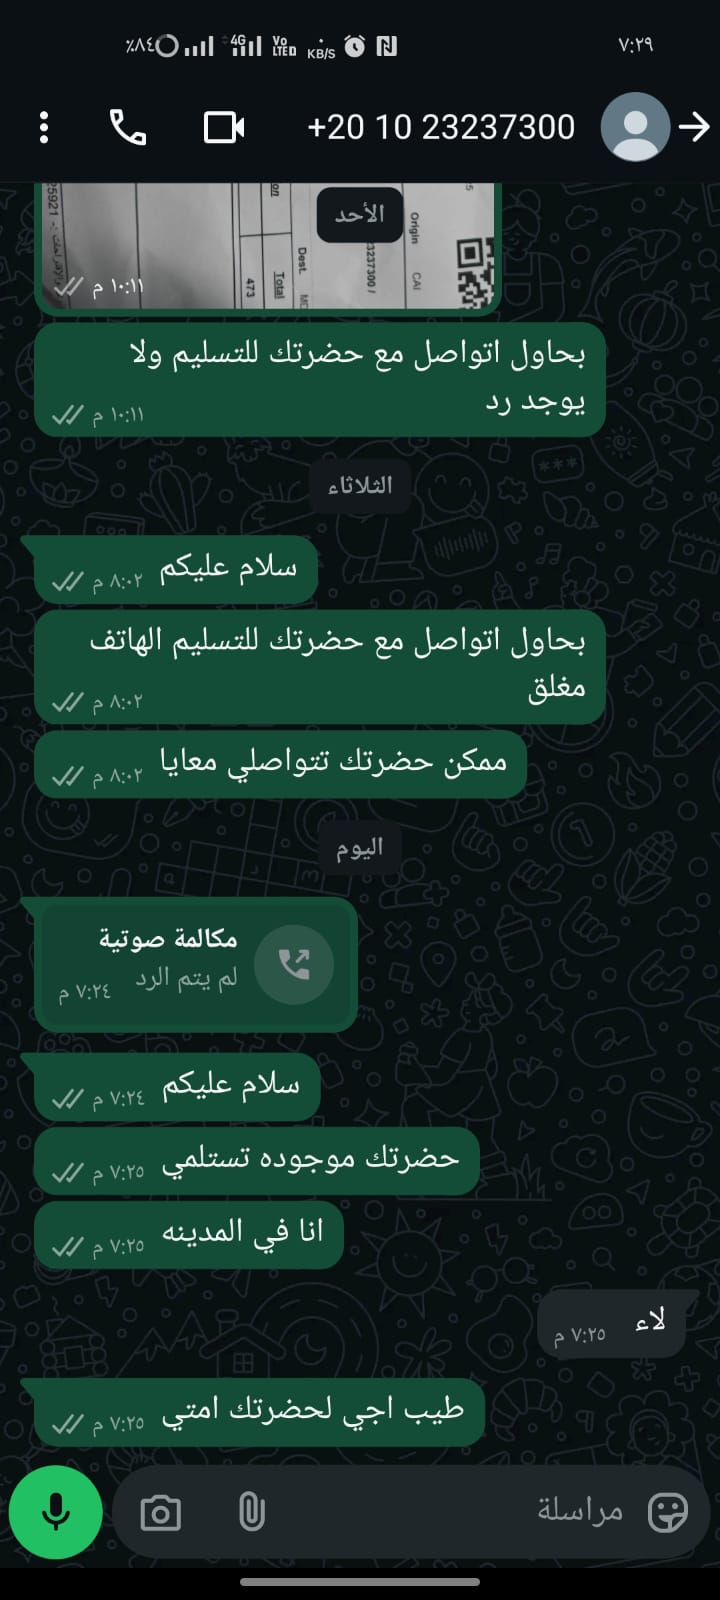 ٪٨٤ 4G Vo LTED KB/S ٧:٢٩
+20 10 23237300
25921
on
Total
473
Dest.
Origin
CAI
23237300 /
الأحد
١٠:١١ م
بحاول اتواصل مع حضرتك للتسليم ولا
يوجد رد
١٠:١١ م
الثلاثاء
سلام عليكم
٨:٠٢ م
بحاول اتواصل مع حضرتك للتسليم الهاتف
مغلق
٨:٠٢ م
ممكن حضرتك تتواصلي معايا
٨:٠٢ م
اليوم
مكالمة صوتية
لم يتم الرد
٧:٢٤ م
سلام عليكم
٧:٢٤ م
حضرتك موجوده تستلمي
٧:٢٥ م
انا في المدينه
٧:٢٥ م
لاء
٧:٢٥ م
طيب اجي لحضرتك امتي
٧:٢٥ م
مراسلة